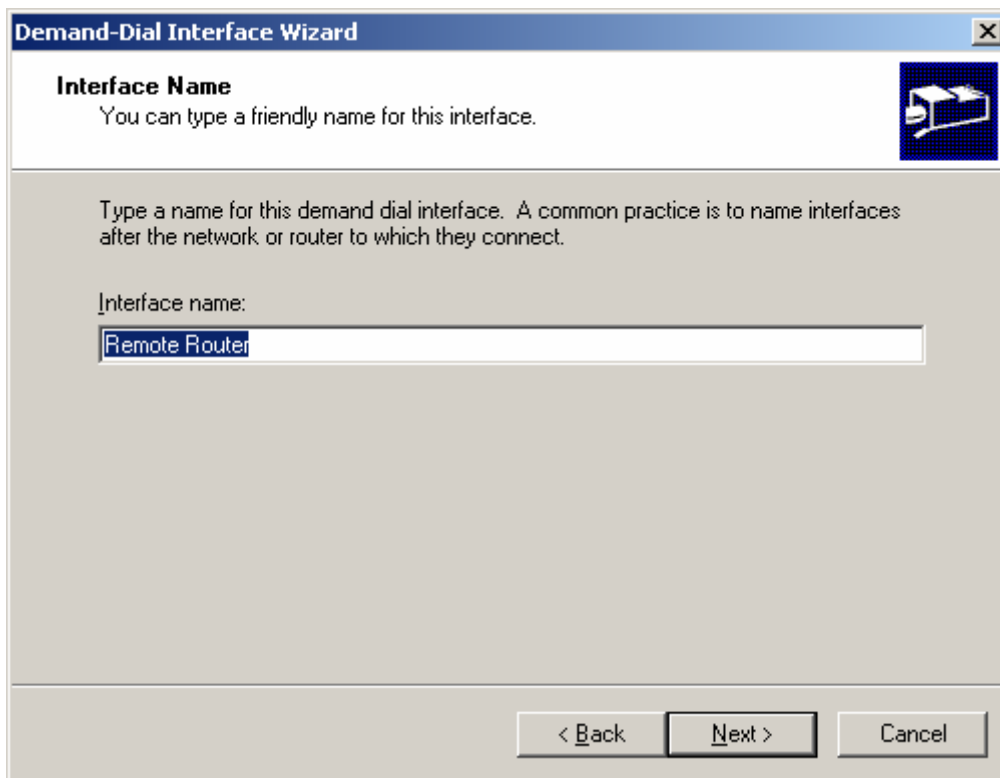 Demand-Dial Interface Wizard
Interface Name
You can type a friendly name for this interface.
Type a name for this demand dial interface. A common practice is to name interfaces
after the network or router to which they connect.
Interface name:
Remote Router
< Back
Next >
Cancel